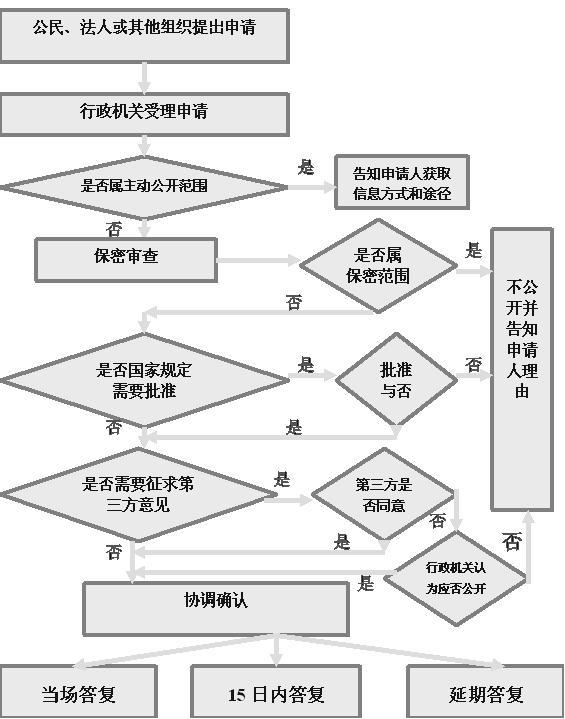 公民、法人或其他组织提出申请
行政机关受理申请
是否属主动公开范围
是
告知申请人获取
信息方式和途径
否
保密审查
是否属
保密范围
是
不公
开并
告知
申请
人理
由
否
是否国家规定
需要批准
是
批准
与否
否
否
是
是否需要征求第
三方意见
是
第三方是
否同意
否
否
是
行政机关认
为应否公开
否
是
协调确认
当场答复
15 日内答复
延期答复